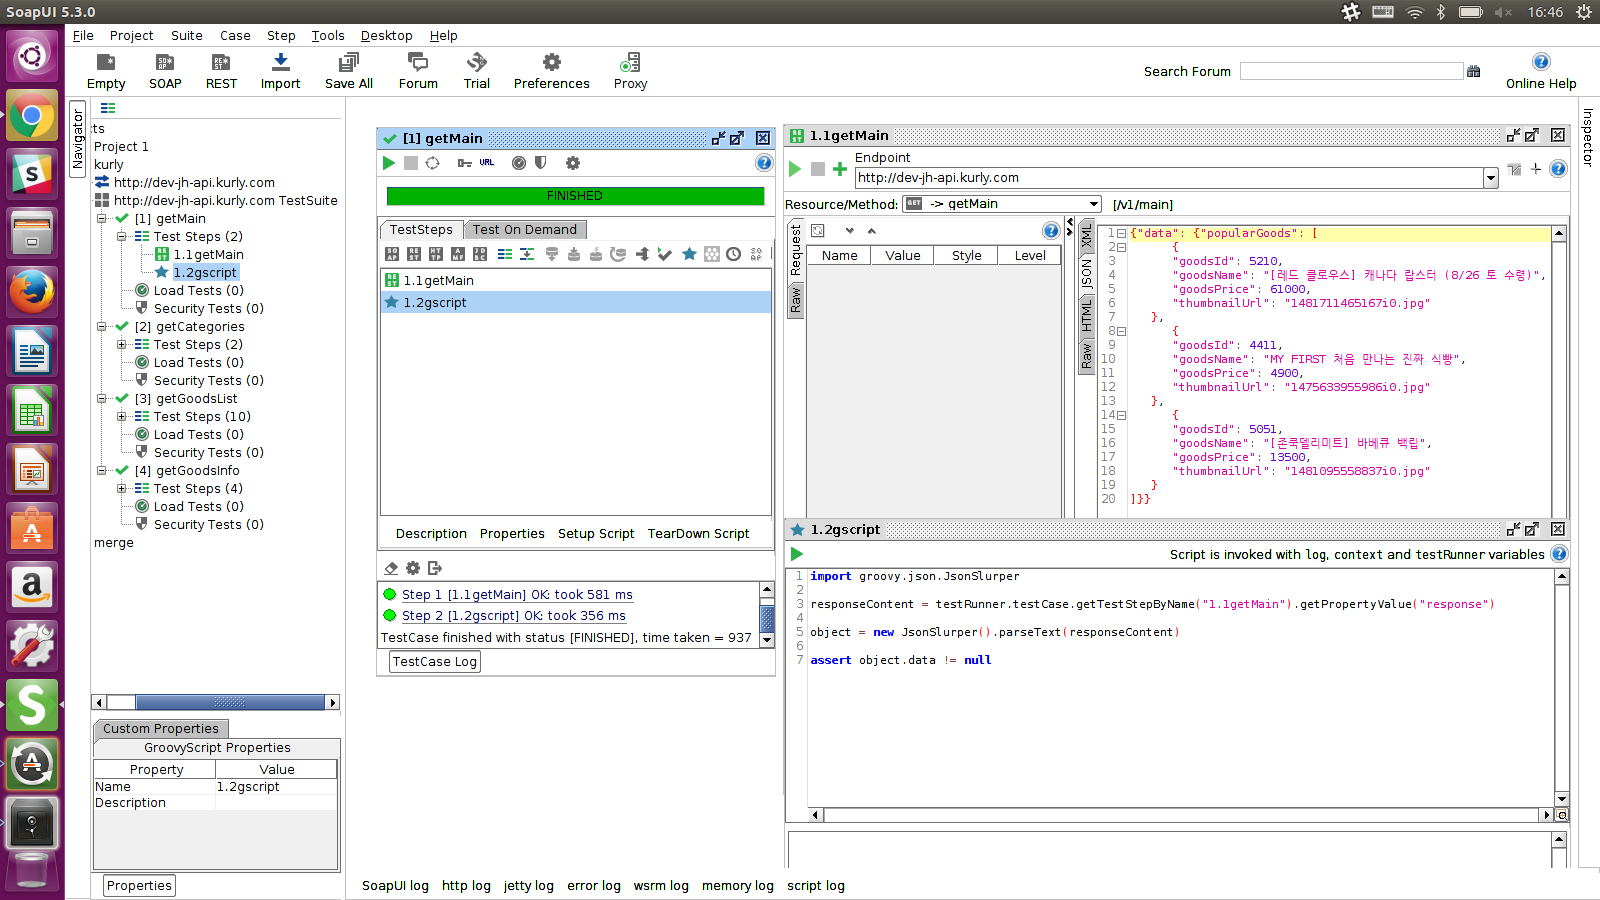 SoapUI 5.3.0
16:46
File Project Suite Case Step Tools Desktop Help
Empty SOAP REST Import Save All Forum Trial Preferences Proxy
Search Forum
Online Help
Navigator
Inspector
cts
Project 1
kurly
http://dev-jh-api.kurly.com
http://dev-jh-api.kurly.com TestSuite
[1] getMain
Test Steps (2)
1.1getMain
1.2gscript
Load Tests (0)
Security Tests (0)
[2] getCategories
Test Steps (2)
Load Tests (0)
Security Tests (0)
[3] getGoodsList
Test Steps (10)
Load Tests (0)
Security Tests (0)
[4] getGoodsInfo
Test Steps (4)
Load Tests (0)
Security Tests (0)
merge
Custom Properties
GroovyScript Properties
Property Value
Name 1.2gscript
Description
Properties
[1] getMain
URL
FINISHED
TestSteps Test On Demand
1.1getMain
1.2gscript
Description Properties Setup Script TearDown Script
Step 1 [1.1getMain] OK: took 581 ms
Step 2 [1.2gscript] OK: took 356 ms
TestCase finished with status [FINISHED], time taken = 937
TestCase Log
1.1getMain
Endpoint
http://dev-jh-api.kurly.com
Resource/Method: GET -> getMain [/v1/main]
Request
Raw
Name Value Style Level
XML
JSON
HTML
Raw
1 {"data": {"popularGoods": [
2 {
3 "goodsId": 5210,
4 "goodsName": "[레드 클로우스] 캐나다 랍스터 (8/26 토 수령)",
5 "goodsPrice": 61000,
6 "thumbnailUrl": "1481711465167i0.jpg"
7 },
8 {
9 "goodsId": 4411,
10 "goodsName": "MY FIRST 처음 만나는 진짜 식빵",
11 "goodsPrice": 4900,
12 "thumbnailUrl": "1475633955986i0.jpg"
13 },
14 {
15 "goodsId": 5051,
16 "goodsName": "[존쿡델리미트] 바베큐 백립",
17 "goodsPrice": 13500,
18 "thumbnailUrl": "1481095558837i0.jpg"
19 }
20 ]}}
1.2gscript
Script is invoked with log, context and testRunner variables
1 import groovy.json.JsonSlurper
2
3 responseContent = testRunner.testCase.getTestStepByName("1.1getMain").getPropertyValue("response")
4
5 object = new JsonSlurper().parseText(responseContent)
6
7 assert object.data != null
SoapUI log http log jetty log error log wsrm log memory log script log